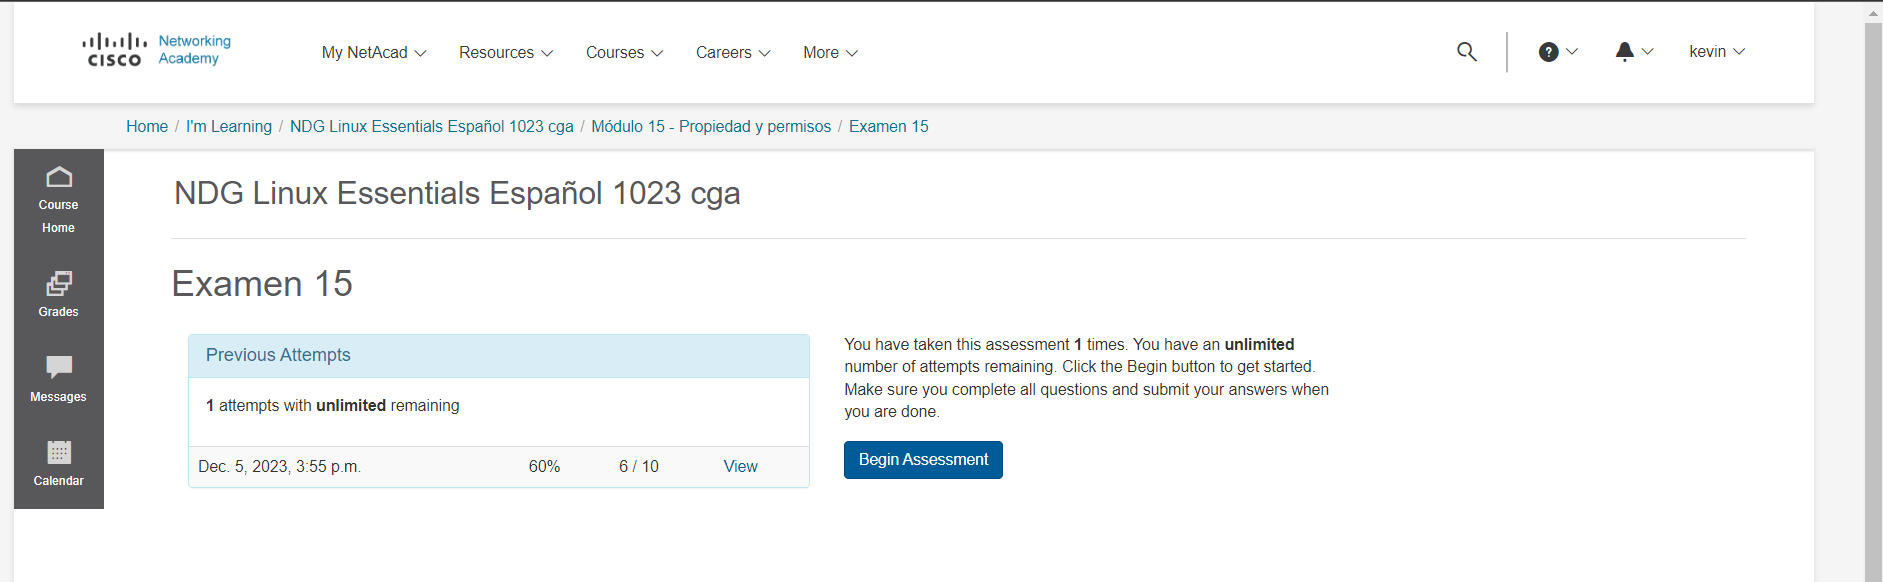 CISCO Networking Academy
My NetAcad Resources Courses Careers More kevin
Home / I'm Learning / NDG Linux Essentials Español 1023 cga / Módulo 15 - Propiedad y permisos / Examen 15
Course Home
Grades
Messages
Calendar
NDG Linux Essentials Español 1023 cga
Examen 15
Previous Attempts
1 attempts with unlimited remaining
Dec. 5, 2023, 3:55 p.m. 60% 6 / 10 View
You have taken this assessment 1 times. You have an unlimited
number of attempts remaining. Click the Begin button to get started.
Make sure you complete all questions and submit your answers when
you are done.
Begin Assessment